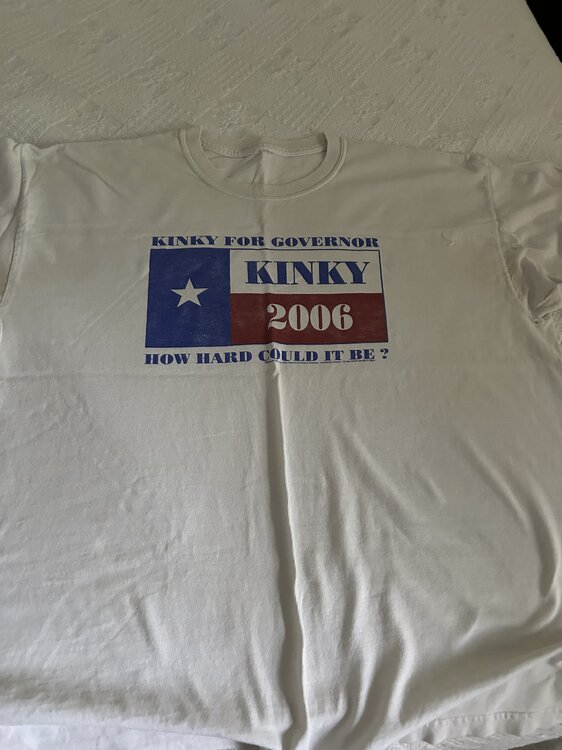 KINKY FOR GOVERNOR
KINKY
2006
HOW HARD COULD IT BE ?